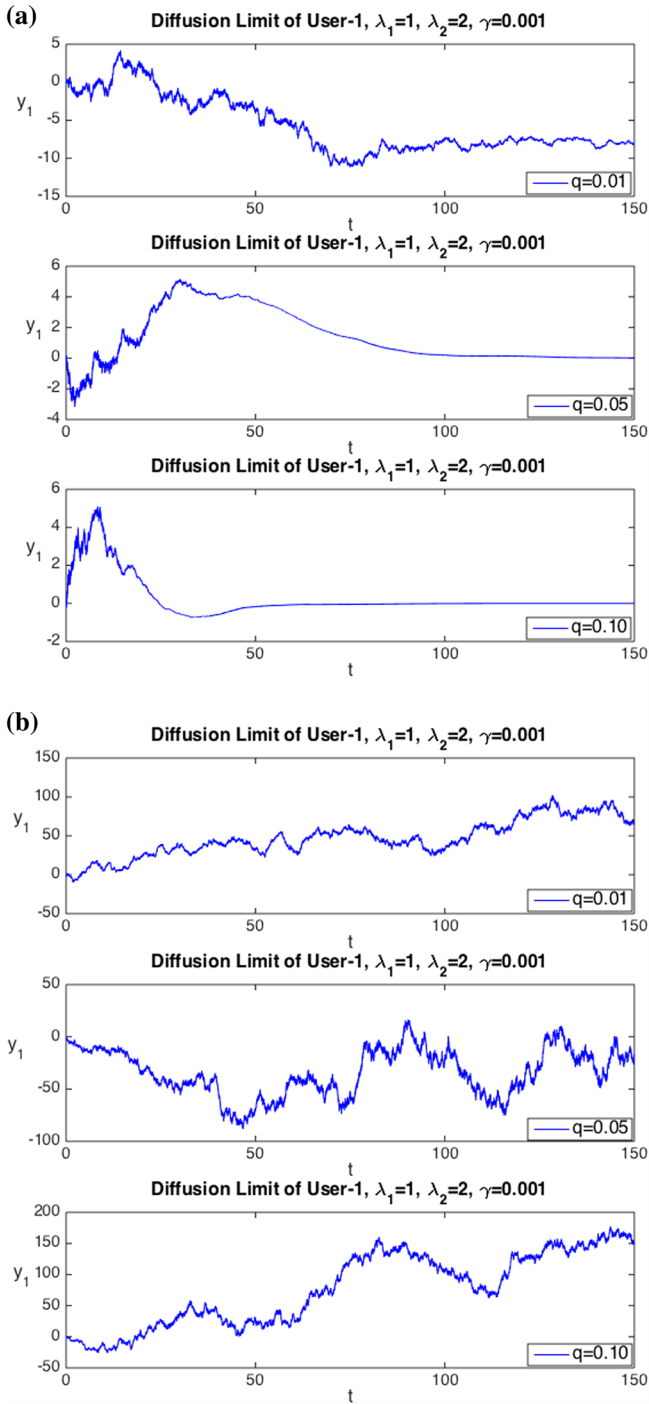 (a)
Diffusion Limit of User-1, λ1=1, λ2=2, γ=0.001
5
0
-5
-10
-15
y1
0 50 100 150
t
q=0.01
Diffusion Limit of User-1, λ1=1, λ2=2, γ=0.001
6
4
2
0
-2
-4
y1
0 50 100 150
t
q=0.05
Diffusion Limit of User-1, λ1=1, λ2=2, γ=0.001
6
4
2
0
-2
y1
0 50 100 150
t
q=0.10
(b)
Diffusion Limit of User-1, λ1=1, λ2=2, γ=0.001
150
100
50
0
-50
y1
0 50 100 150
t
q=0.01
Diffusion Limit of User-1, λ1=1, λ2=2, γ=0.001
50
0
-50
-100
y1
0 50 100 150
t
q=0.05
Diffusion Limit of User-1, λ1=1, λ2=2, γ=0.001
200
150
100
50
0
-50
y1
0 50 100 150
t
q=0.10